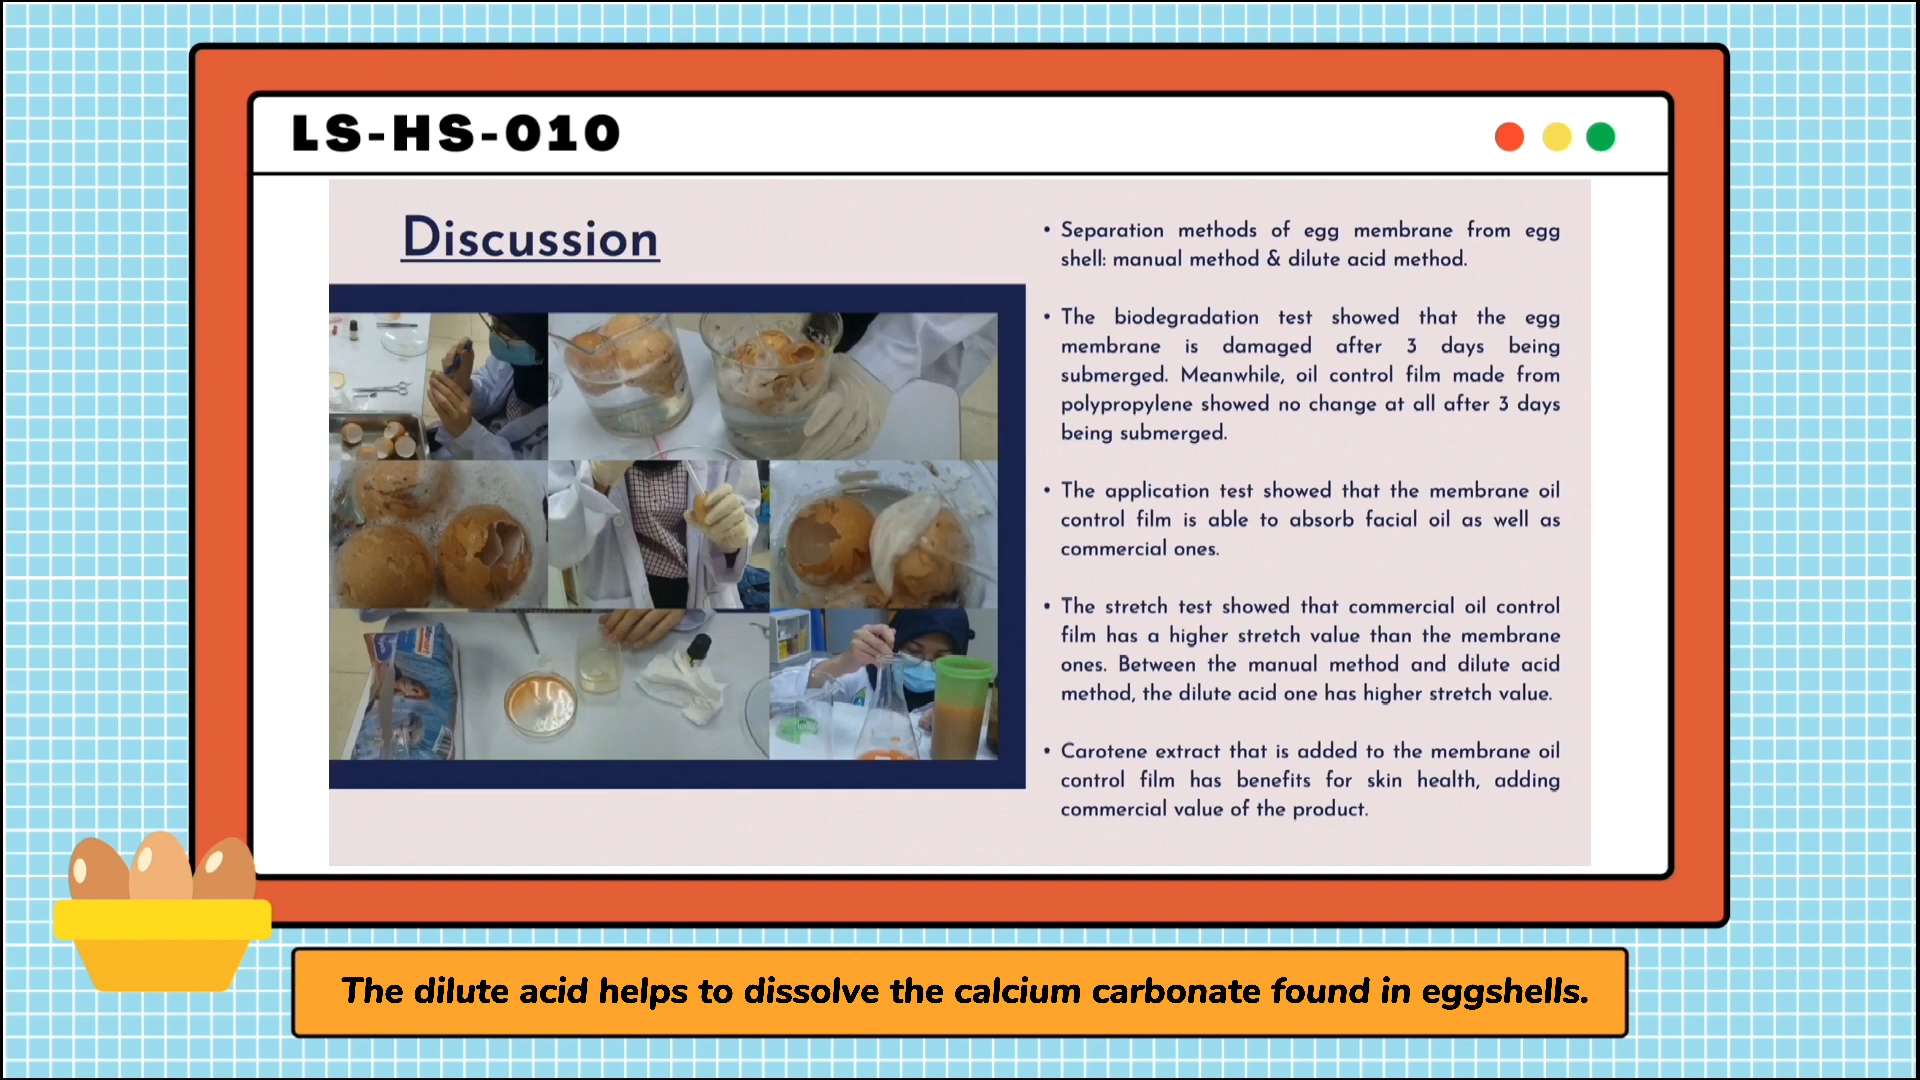 LS-HS-010
Discussion
• Separation methods of egg membrane from egg
shell: manual method & dilute acid method.
• The biodegradation test showed that the egg
membrane is damaged after 3 days being
submerged. Meanwhile, oil control film made from
polypropylene showed no change at all after 3 days
being submerged.
• The application test showed that the membrane oil
control film is able to absorb facial oil as well as
commercial ones.
• The stretch test showed that commercial oil control
film has a higher stretch value than the membrane
ones. Between the manual method and dilute acid
method, the dilute acid one has higher stretch value.
• Carotene extract that is added to the membrane oil
control film has benefits for skin health, adding
commercial value of the product.
The dilute acid helps to dissolve the calcium carbonate found in eggshells.